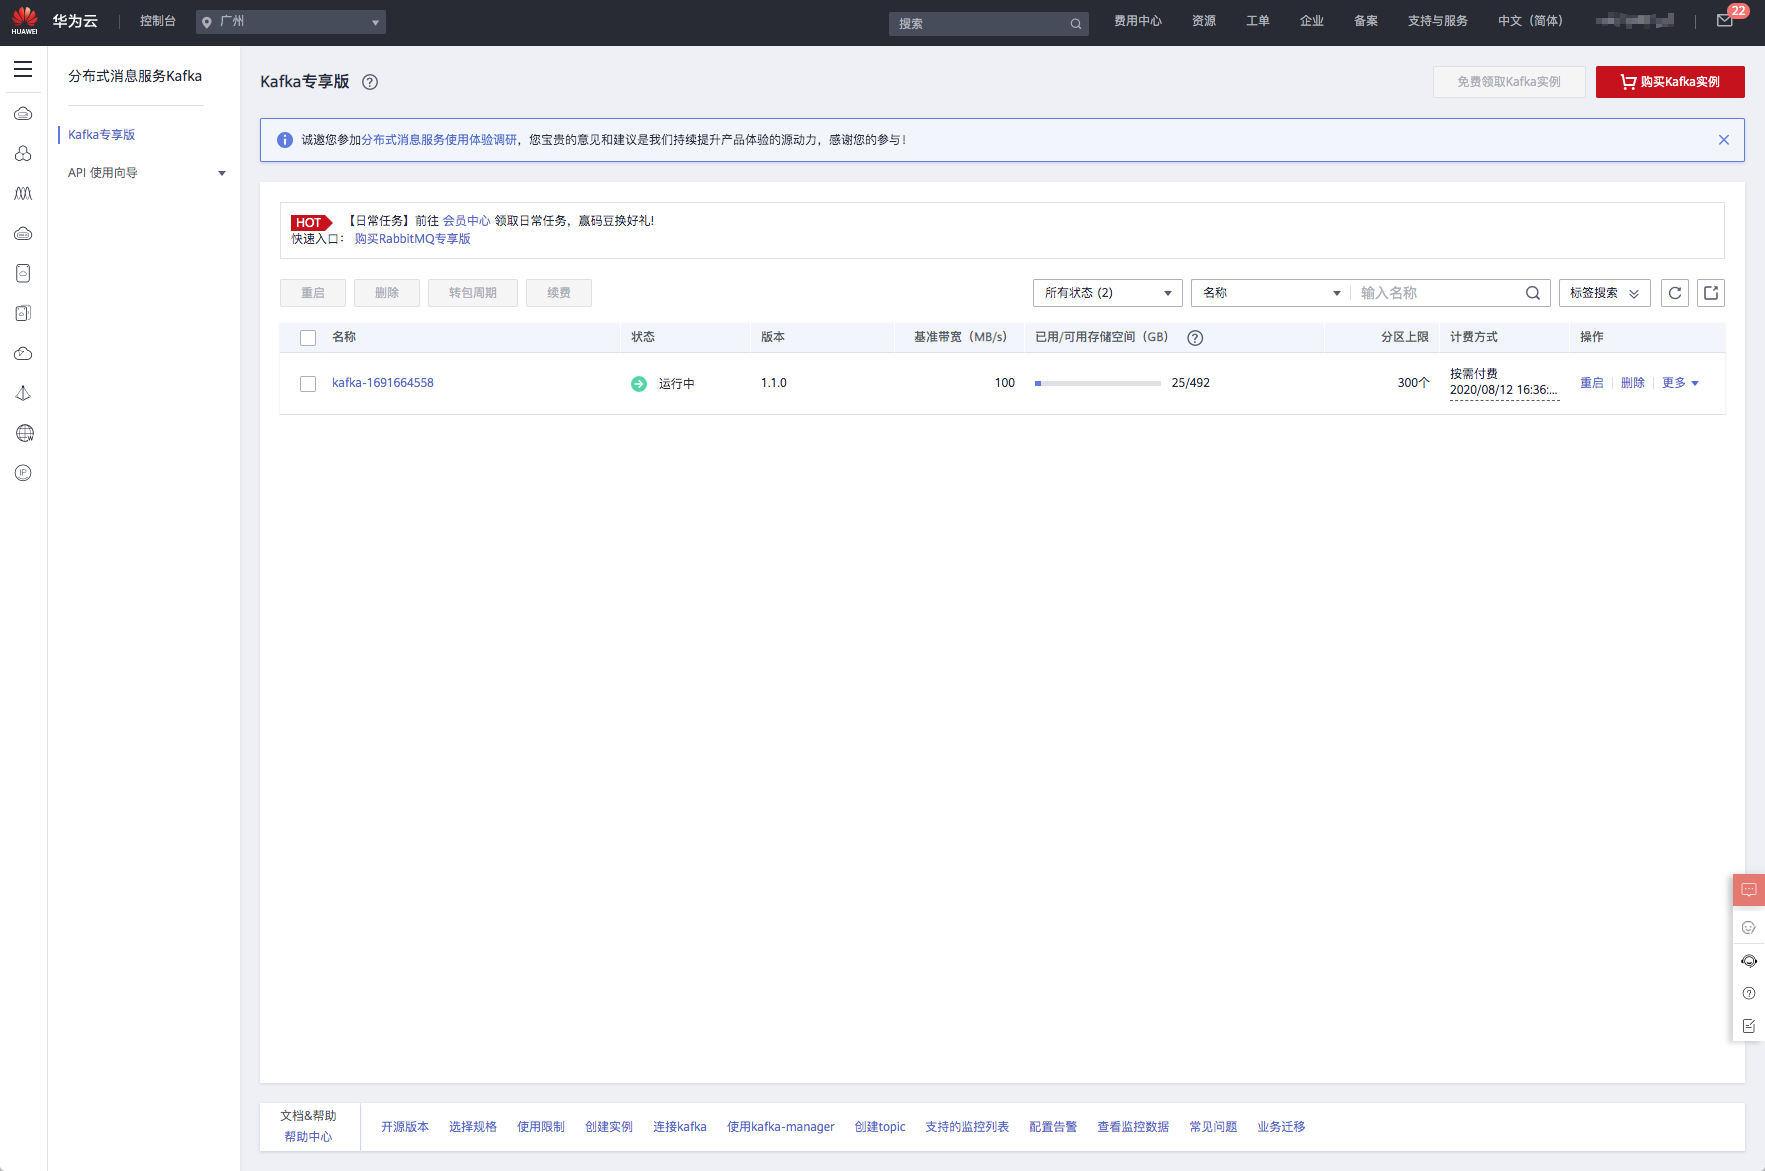 HUAWEI
华为云
控制台
广州
搜索
费用中心
资源
工单
企业
备案
支持与服务
中文（简体）
22
分布式消息服务Kafka
Kafka专享版
API 使用向导
Kafka专享版
免费领取Kafka实例
购买Kafka实例
诚邀您参加分布式消息服务使用体验调研，您宝贵的意见和建议是我们持续提升产品体验的源动力，感谢您的参与！
HOT 【日常任务】前往 会员中心 领取日常任务，赢码豆换好礼!
快速入口： 购买RabbitMQ专享版
重启
删除
转包周期
续费
所有状态 (2)
名称
输入名称
标签搜索
名称
状态
版本
基准带宽（MB/s）
已用/可用存储空间（GB）
分区上限
计费方式
操作
kafka-1691664558
运行中
1.1.0
100
25/492
300个
按需付费
2020/08/12 16:36:...
重启
删除
更多
IP
文档&帮助
帮助中心
开源版本
选择规格
使用限制
创建实例
连接kafka
使用kafka-manager
创建topic
支持的监控列表
配置告警
查看监控数据
常见问题
业务迁移